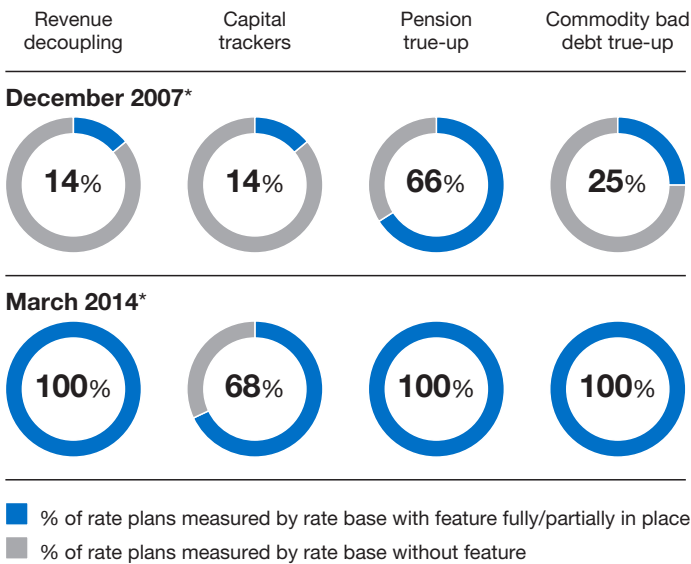 Revenue decoupling
Capital trackers
Pension true-up
Commodity bad debt true-up
December 2007*
14%
14%
66%
25%
March 2014*
100%
68%
100%
100%
% of rate plans measured by rate base with feature fully/partially in place
% of rate plans measured by rate base without feature